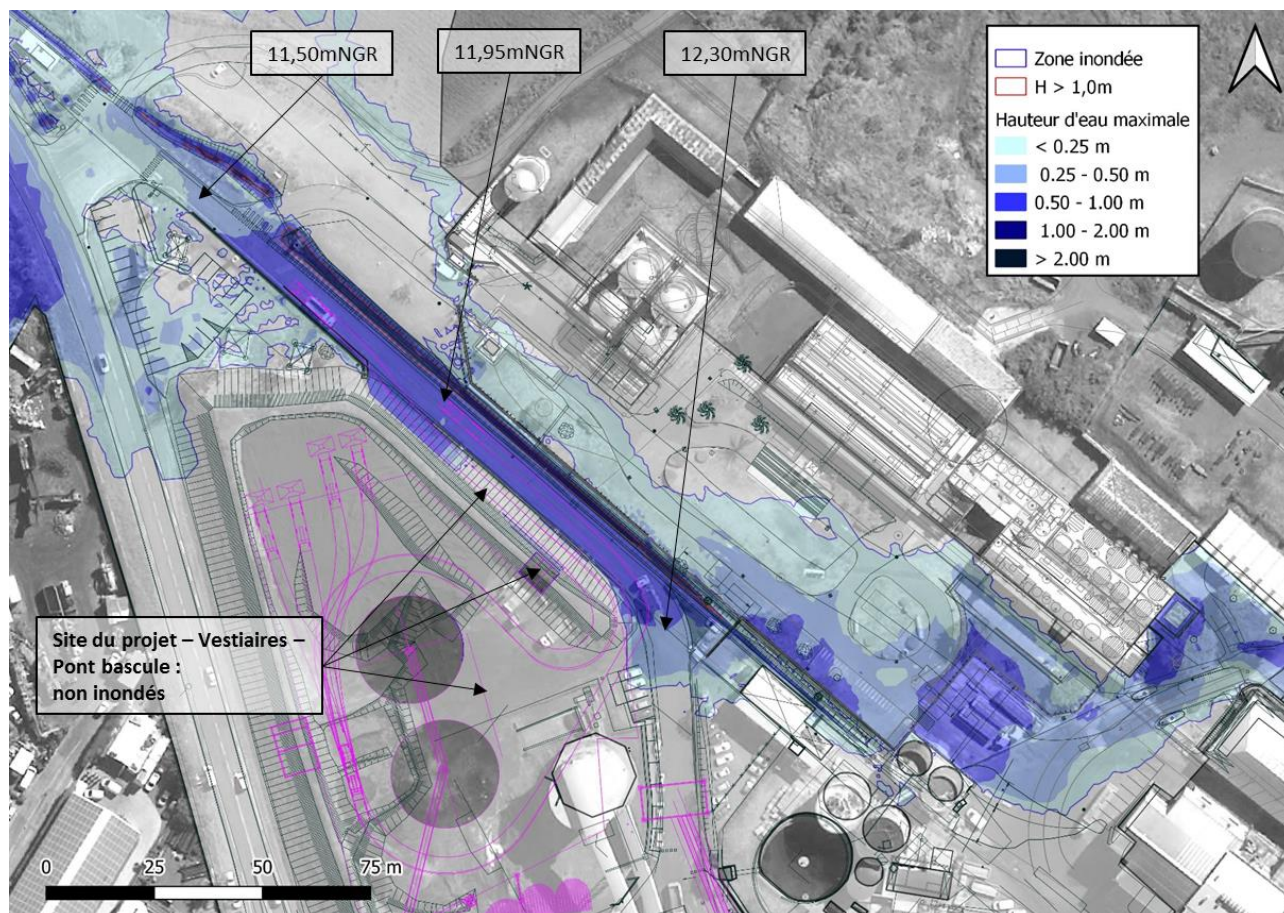 11,50mNGR
11,95mNGR
12,30mNGR
Zone inondée
H > 1,0m
Hauteur d'eau maximale
< 0.25 m
0.25 - 0.50 m
0.50 - 1.00 m
1.00 - 2.00 m
> 2.00 m
Site du projet – Vestiaires –
Pont bascule :
non inondés
0 25 50 75 m